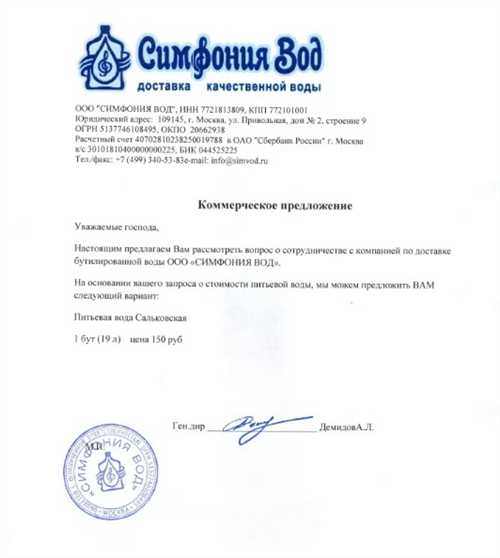 Симфония Вод
доставка качественной воды
ООО "СИМФОНИЯ ВОД", ИНН 7721813809, КПП 772101001
Юридический адрес: 109145, г. Москва, ул. Привольная, дом № 2, строение 9
ОГРН 5137746108495, ОКПО 20662938
Расчетный счет 40702810238250019788 в ОАО "Сбербанк России" г. Москва
к/с 30101810400000000225, БИК 044525225
Тел./факс: +7 (499) 340-53-83e-mail: info@simvod.ru
Коммерческое предложение
Уважаемые господа,
Настоящим предлагаем Вам рассмотреть вопрос о сотрудничестве с компанией по доставке
бутилированной воды ООО «СИМФОНИЯ ВОД».
На основании вашего запроса о стоимости питьевой воды, мы можем предложить ВАМ
следующий вариант:
Питьевая вода Сальковская
1 бут (19 л) цена 150 руб
Ген.дир ДемидовА.Л.
М.П.
«СИМФОНИЯ ВОД»
МОСКВА